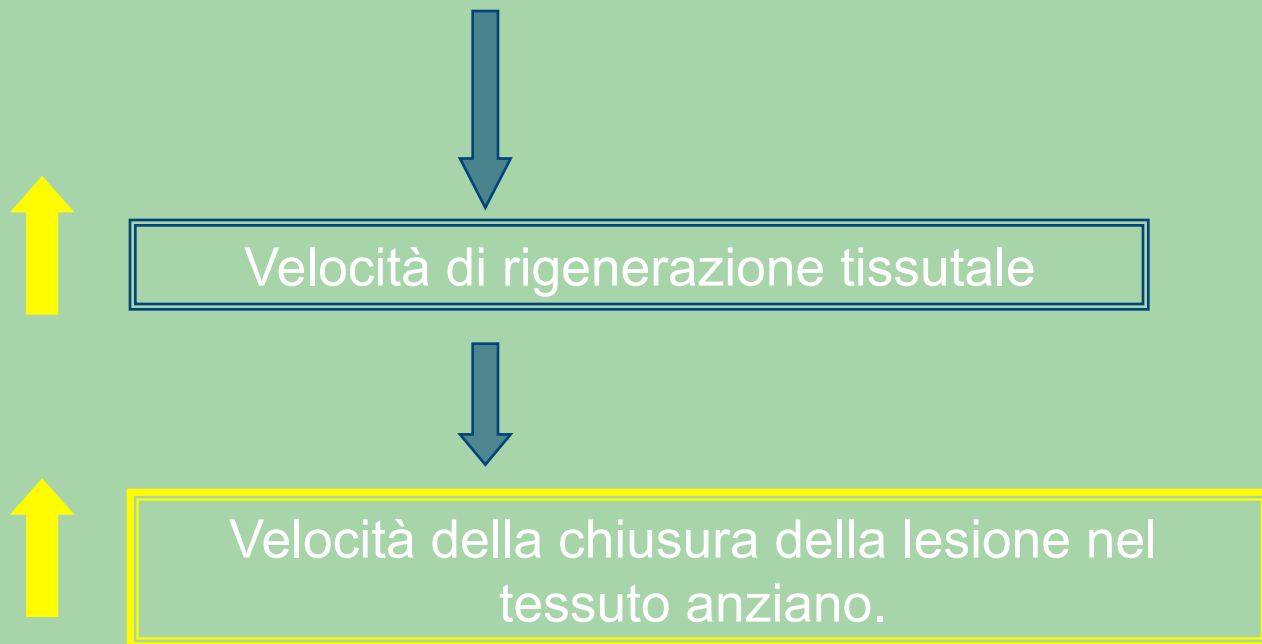 Velocità di rigenerazione tissutale
Velocità della chiusura della lesione nel
tessuto anziano.